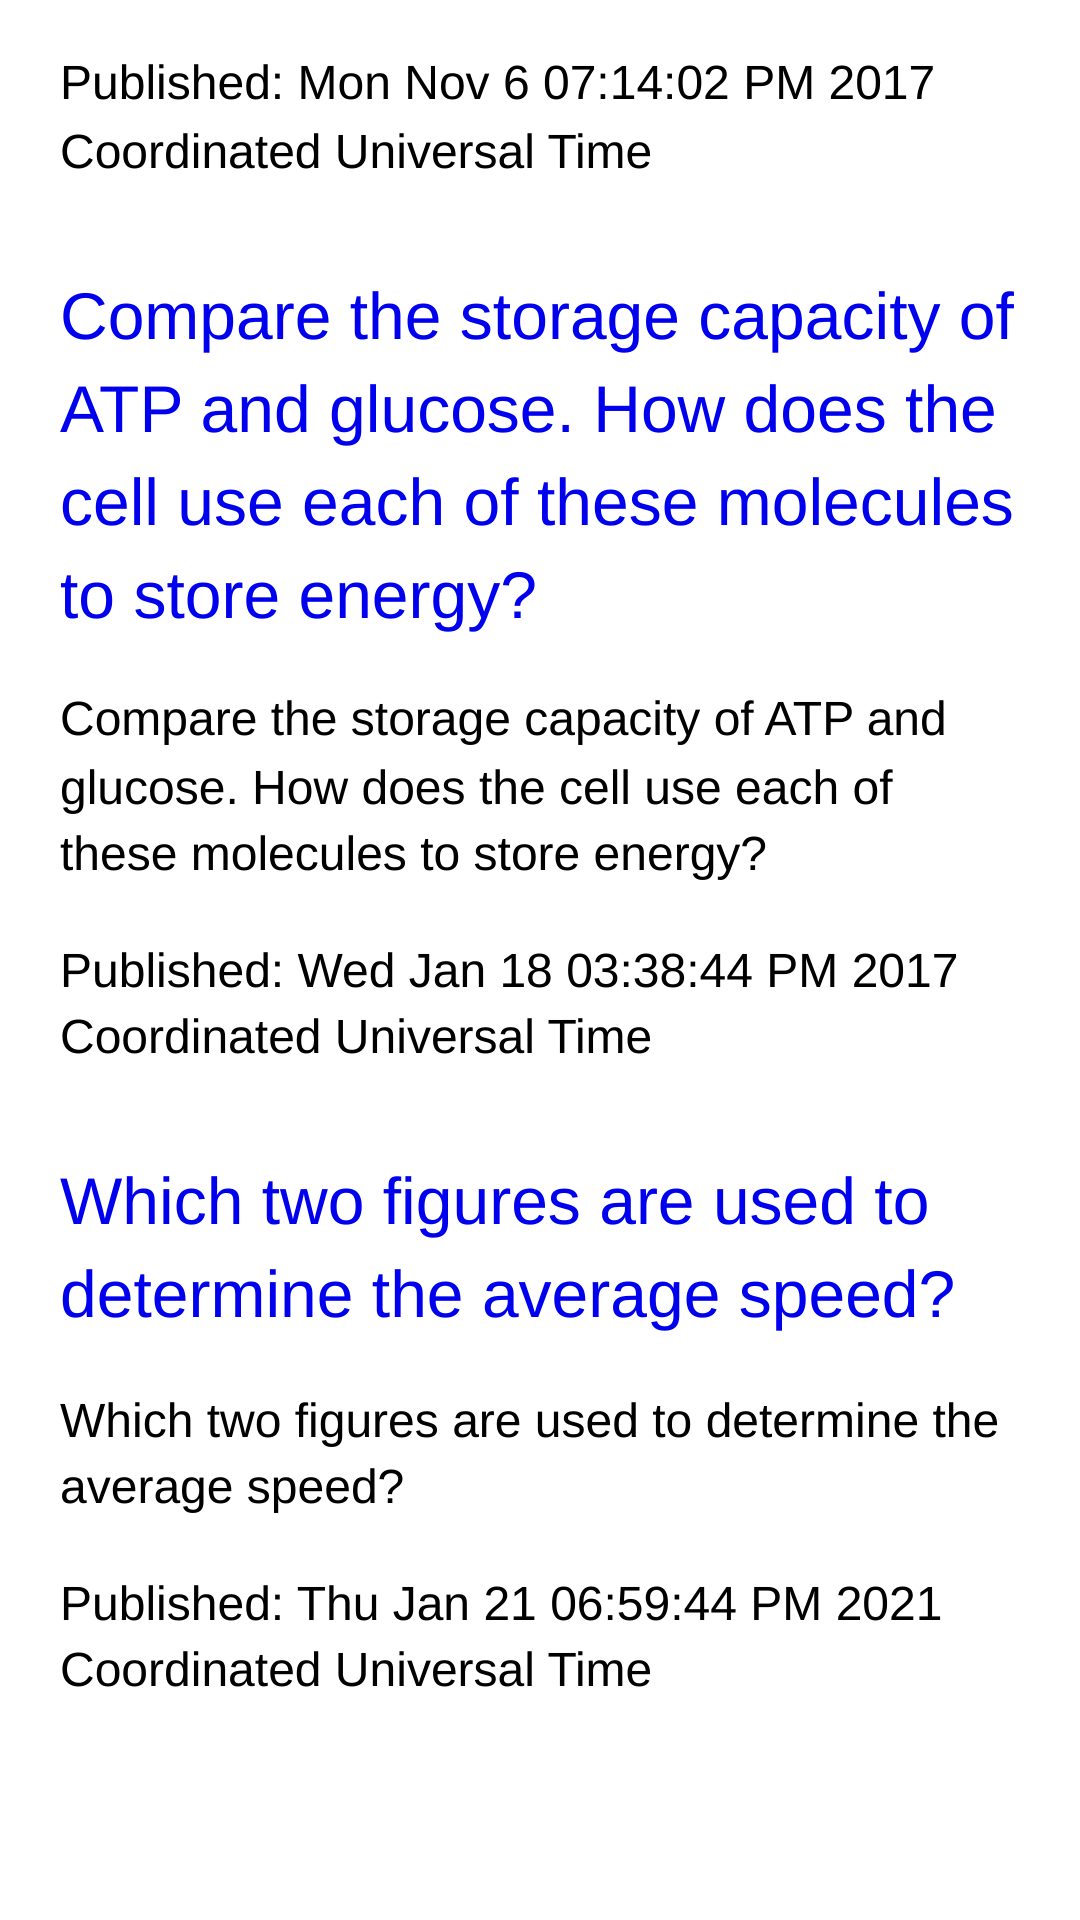 Published: Mon Nov 6 07:14:02 PM 2017
Coordinated Universal Time
Compare the storage capacity of
ATP and glucose. How does the
cell use each of these molecules
to store energy?
Compare the storage capacity of ATP and
glucose. How does the cell use each of
these molecules to store energy?
Published: Wed Jan 18 03:38:44 PM 2017
Coordinated Universal Time
Which two figures are used to
determine the average speed?
Which two figures are used to determine the
average speed?
Published: Thu Jan 21 06:59:44 PM 2021
Coordinated Universal Time